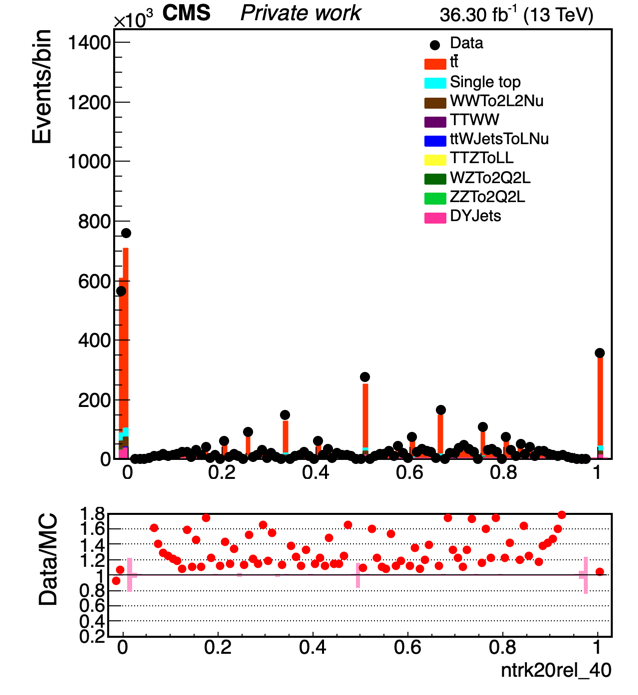 ×10³ CMS Private work 36.30 fb⁻¹ (13 TeV)
Events/bin
1400
1200
1000
800
600
400
200
0
0 0.2 0.4 0.6 0.8 1
Data
tt̄
Single top
WWTo2L2Nu
TTWW
ttWJetsToLNu
TTZToLL
WZTo2Q2L
ZZTo2Q2L
DYJets
Data/MC
1.8
1.6
1.4
1.2
1
0.8
0.6
0.4
0.2
0 0.2 0.4 0.6 0.8 1
ntrk20rel_40